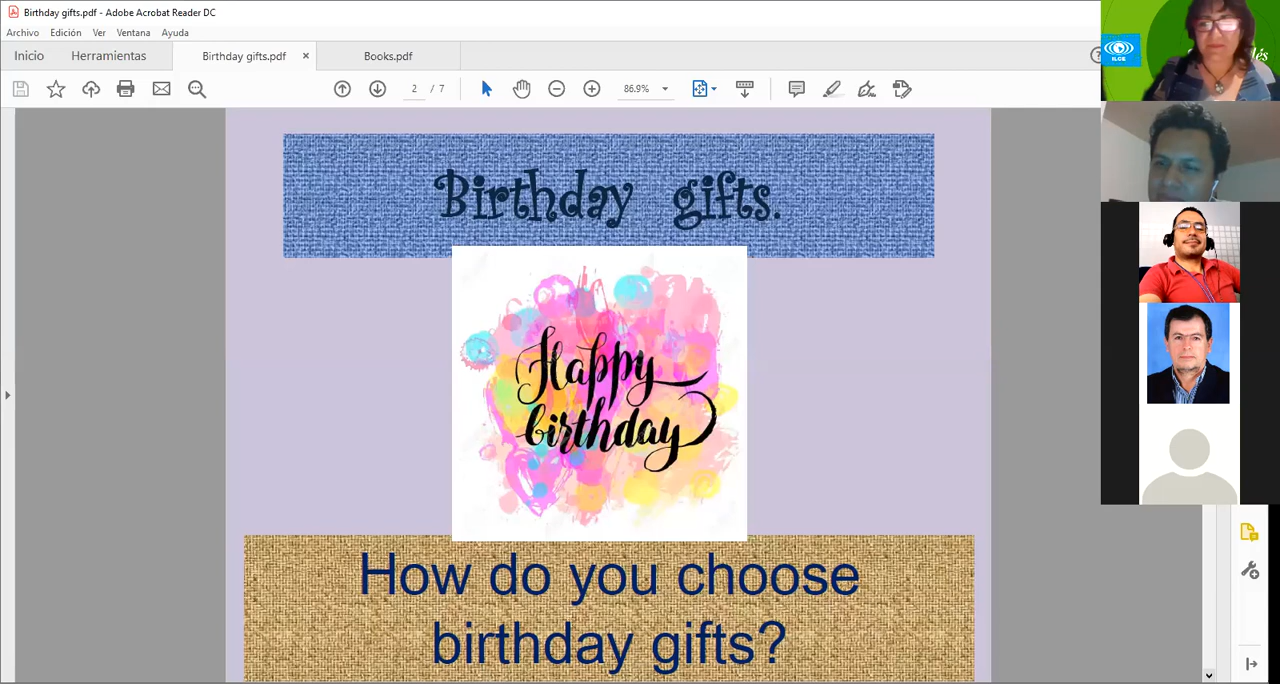 Birthday gifts.pdf - Adobe Acrobat Reader DC
Archivo Edición Ver Ventana Ayuda
Inicio Herramientas Birthday gifts.pdf × Books.pdf
2 / 7 86.9%
ILCE
Birthday gifts.
Happy
birthday
How do you choose
birthday gifts?